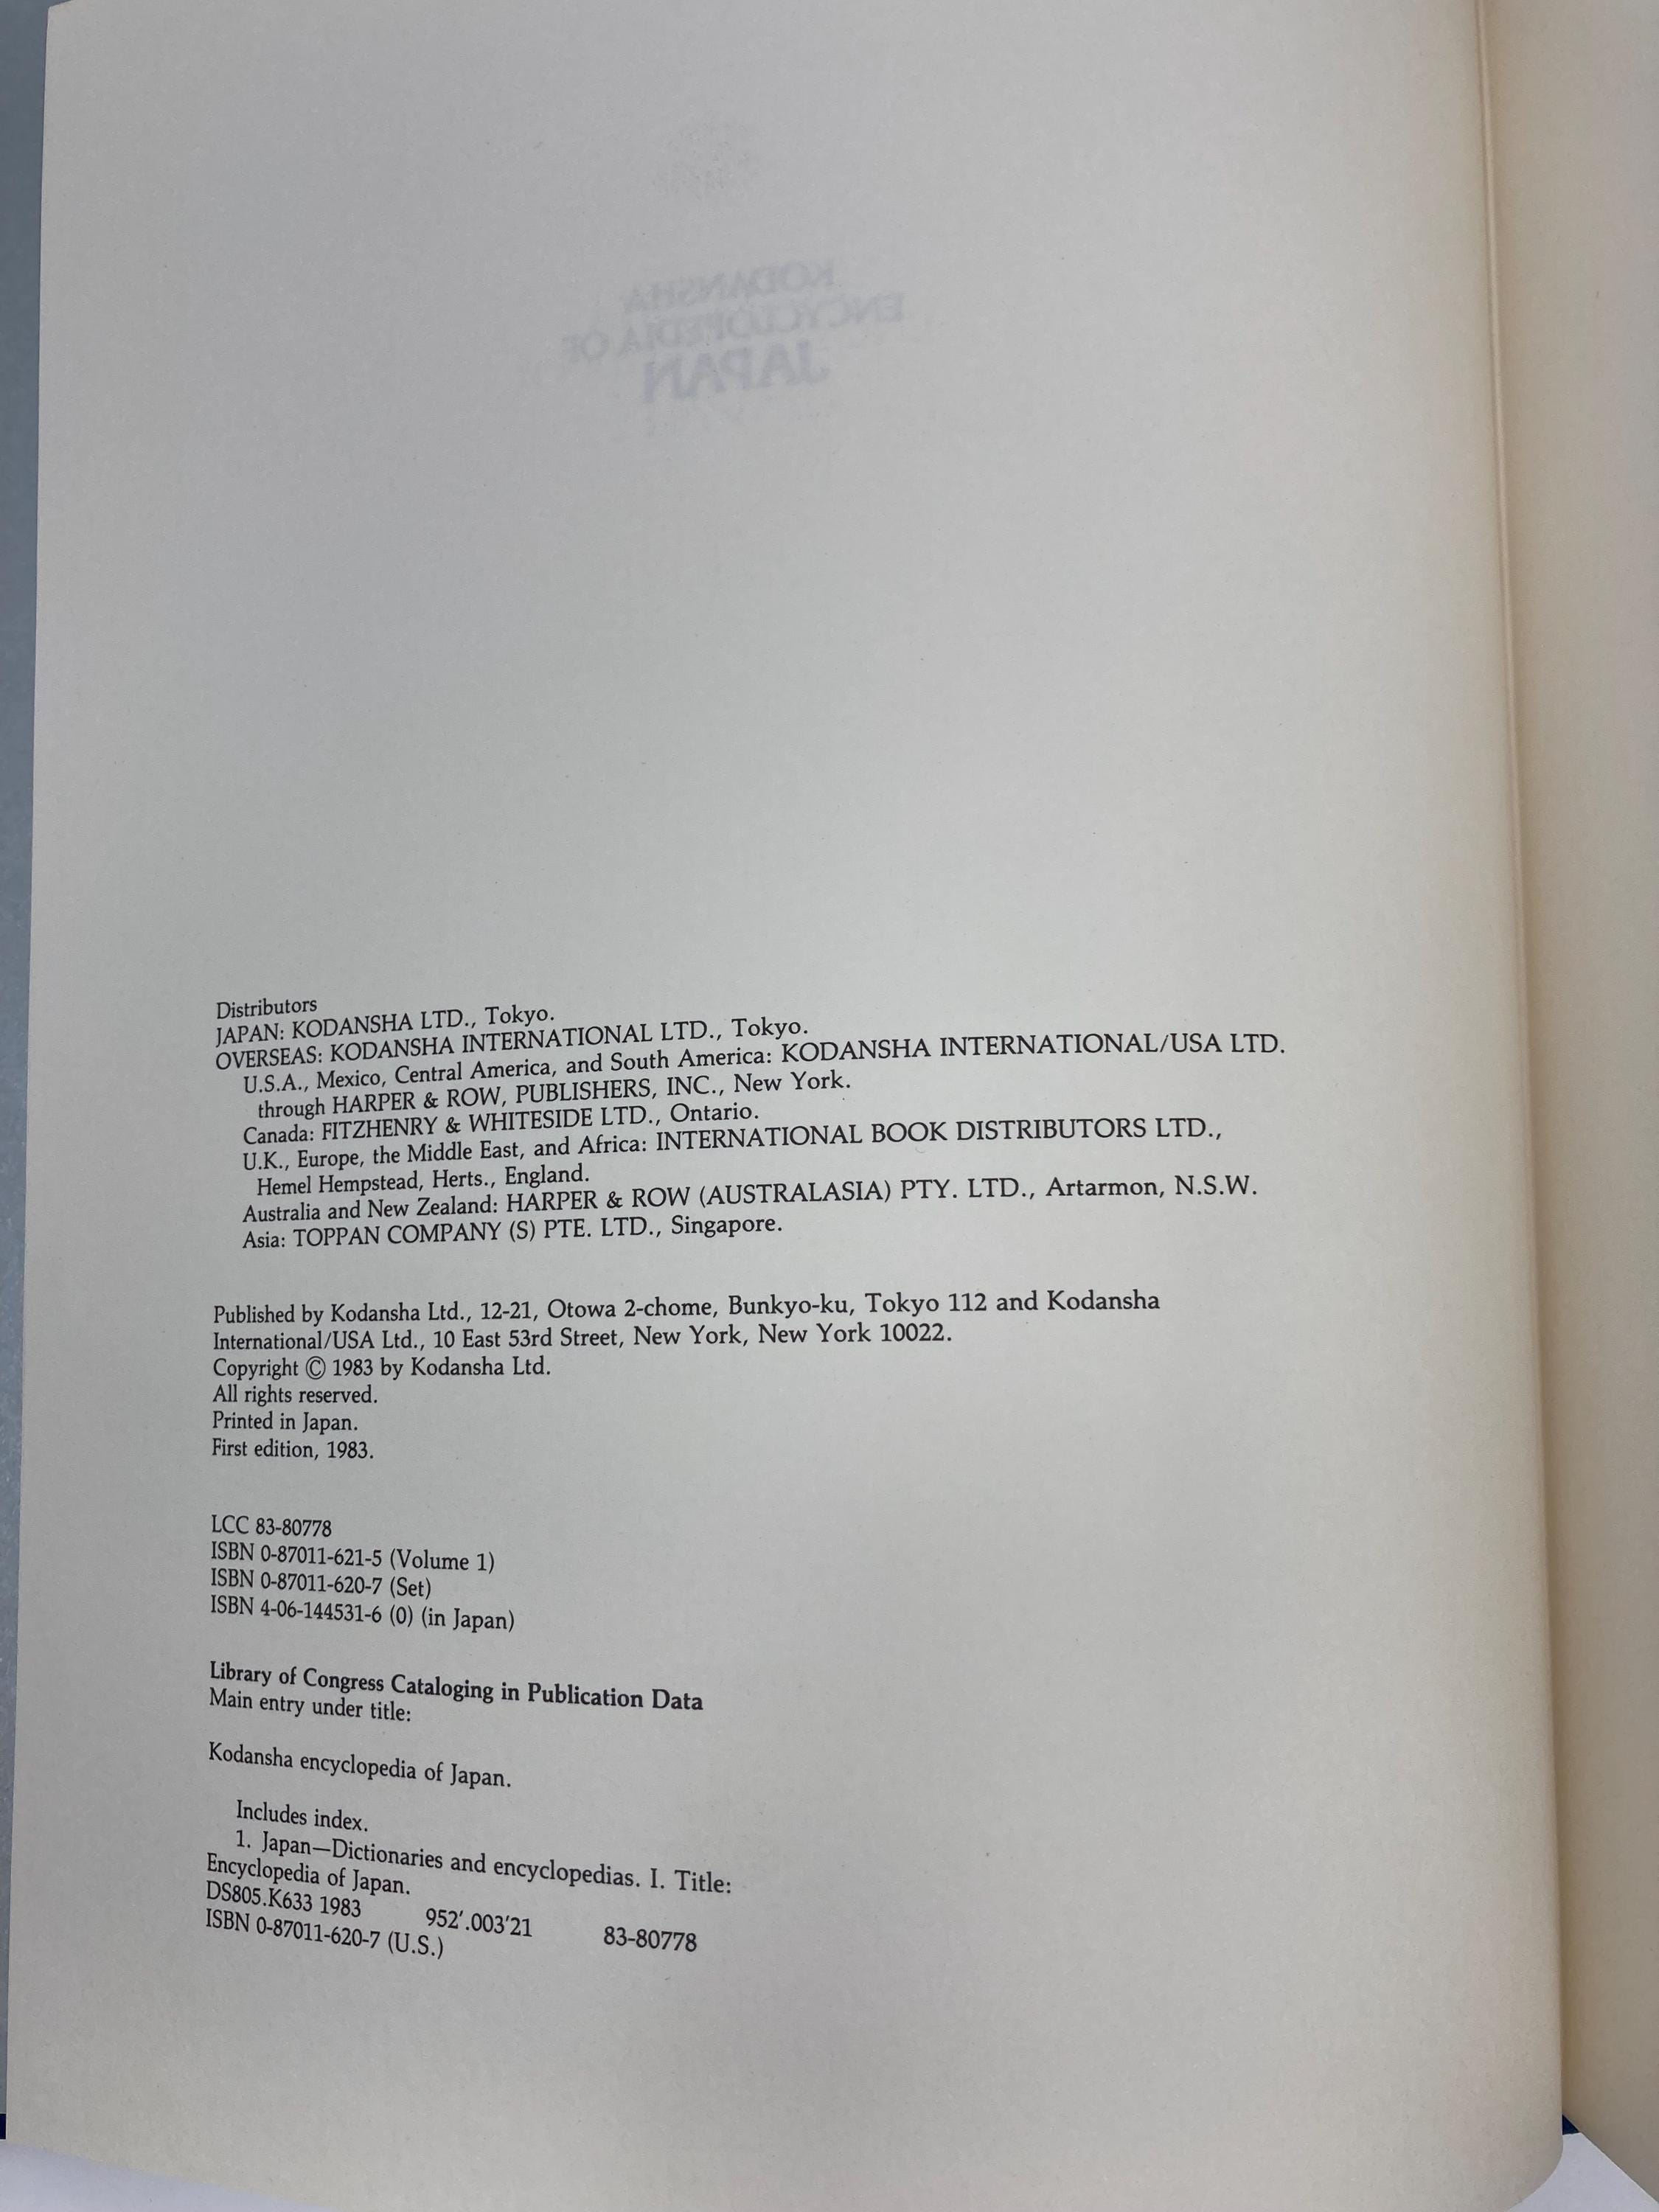 KODANSHA
ENCYCLOPEDIA OF
JAPAN
Distributors
JAPAN: KODANSHA LTD., Tokyo.
OVERSEAS: KODANSHA INTERNATIONAL LTD., Tokyo.
U.S.A., Mexico, Central America, and South America: KODANSHA INTERNATIONAL/USA LTD.
through HARPER & ROW, PUBLISHERS, INC., New York.
Canada: FITZHENRY & WHITESIDE LTD., Ontario.
U.K., Europe, the Middle East, and Africa: INTERNATIONAL BOOK DISTRIBUTORS LTD.,
Hemel Hempstead, Herts., England.
Australia and New Zealand: HARPER & ROW (AUSTRALASIA) PTY. LTD., Artarmon, N.S.W.
Asia: TOPPAN COMPANY (S) PTE. LTD., Singapore.
Published by Kodansha Ltd., 12-21, Otowa 2-chome, Bunkyo-ku, Tokyo 112 and Kodansha
International/USA Ltd., 10 East 53rd Street, New York, New York 10022.
Copyright © 1983 by Kodansha Ltd.
All rights reserved.
Printed in Japan.
First edition, 1983.
LCC 83-80778
ISBN 0-87011-621-5 (Volume 1)
ISBN 0-87011-620-7 (Set)
ISBN 4-06-144531-6 (0) (in Japan)
Library of Congress Cataloging in Publication Data
Main entry under title:
Kodansha encyclopedia of Japan.
Includes index.
1. Japan—Dictionaries and encyclopedias. I. Title:
Encyclopedia of Japan.
DS805.K633 1983 952′.003′21 83-80778
ISBN 0-87011-620-7 (U.S.)